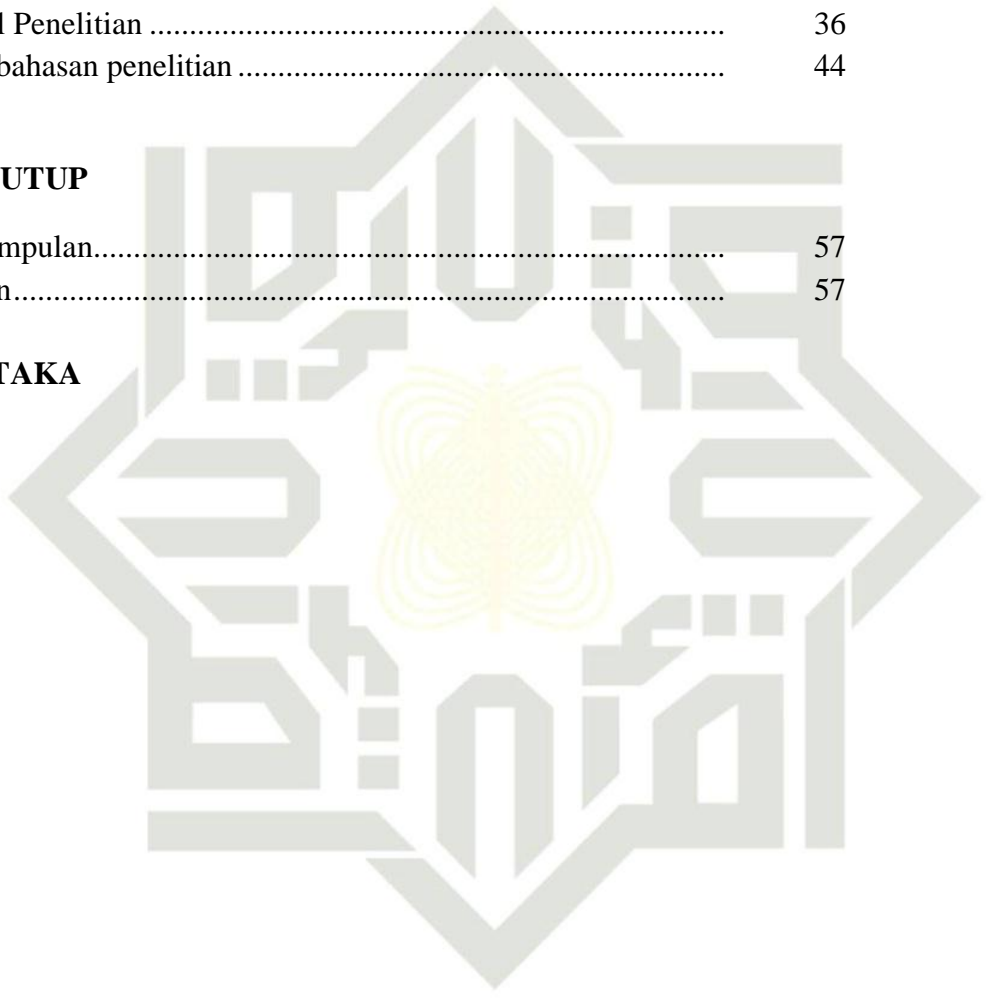 l Penelitian ...................................................................... 36
bahasan penelitian ........................................................... 44
UTUP
mpulan............................................................................. 57
n....................................................................................... 57
TAKA